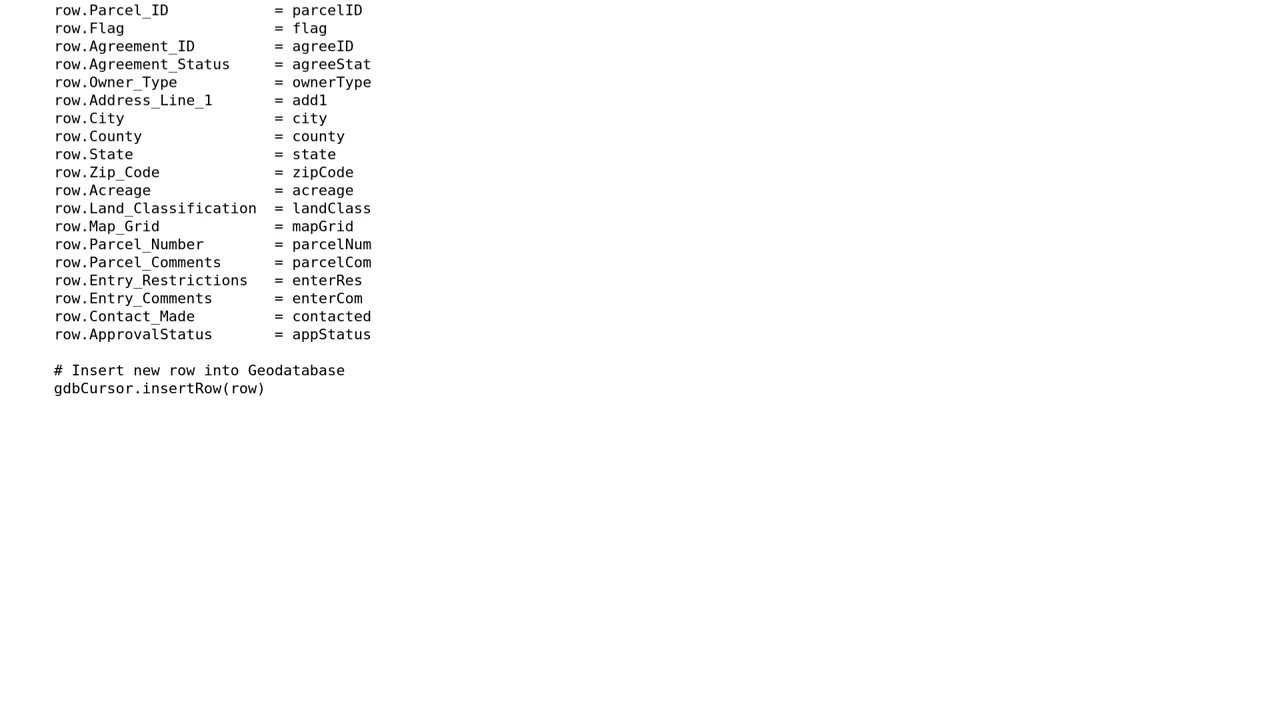 row.Parcel_ID            = parcelID
row.Flag                 = flag
row.Agreement_ID         = agreeID
row.Agreement_Status     = agreeStat
row.Owner_Type           = ownerType
row.Address_Line_1       = add1
row.City                 = city
row.County               = county
row.State                = state
row.Zip_Code             = zipCode
row.Acreage              = acreage
row.Land_Classification  = landClass
row.Map_Grid             = mapGrid
row.Parcel_Number        = parcelNum
row.Parcel_Comments      = parcelCom
row.Entry_Restrictions   = enterRes
row.Entry_Comments       = enterCom
row.Contact_Made         = contacted
row.ApprovalStatus       = appStatus

# Insert new row into Geodatabase
gdbCursor.insertRow(row)